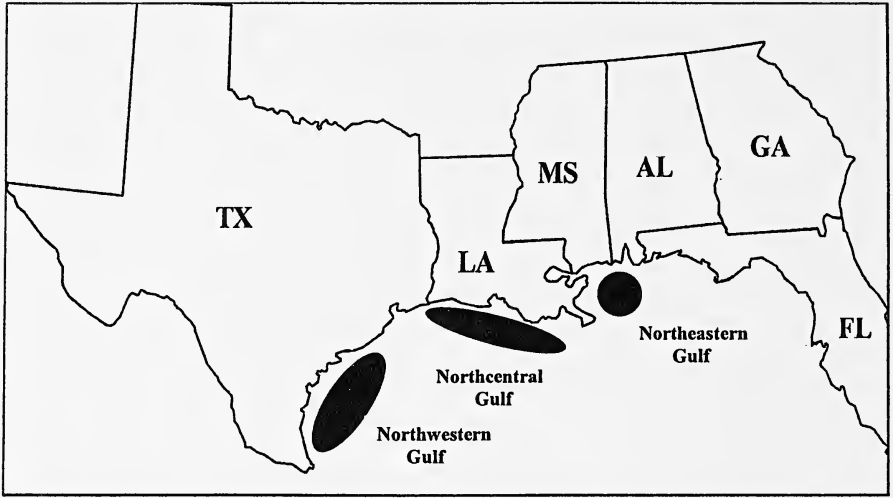 TX
LA
MS
AL
GA
FL
Northeastern
Gulf
Northcentral
Gulf
Northwestern
Gulf